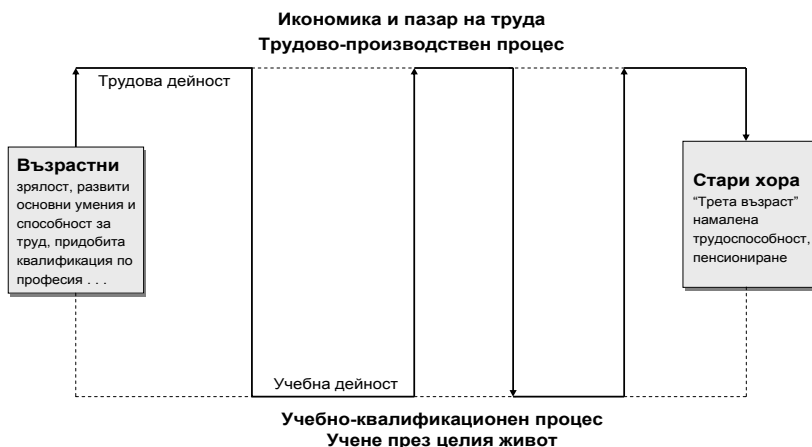 Икономика и пазар на труда
Трудово-производствен процес
Трудова дейност
Възрастни
зрялост, развити
основни умения и
способност за
труд, придобита
квалификация по
професия . . .
Стари хора
“Трета възраст”
намалена
трудоспособност,
пенсиониране
Учебна дейност
Учебно-квалификационен процес
Учене през целия живот